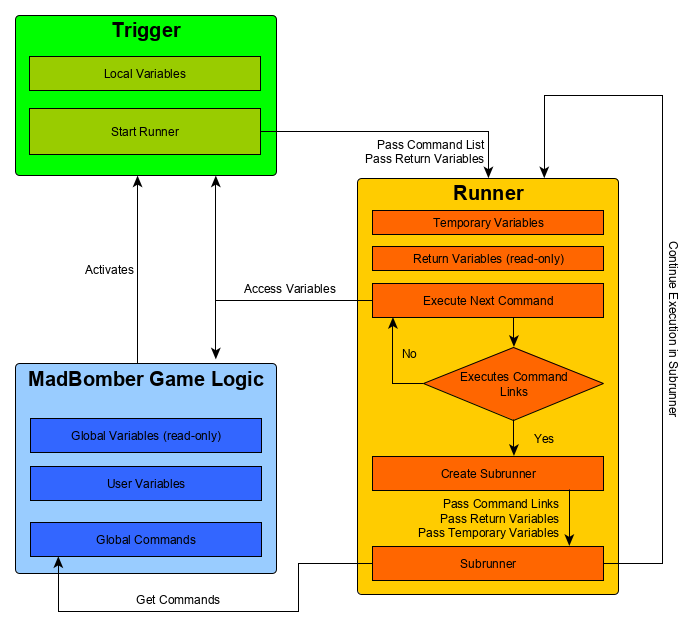 Trigger
Local Variables
Start Runner
Pass Command List
Pass Return Variables
Runner
Temporary Variables
Return Variables (read-only)
Execute Next Command
Access Variables
Activates
No
Executes Command
Links
Yes
Create Subrunner
Pass Command Links
Pass Return Variables
Pass Temporary Variables
Subrunner
Continue Execution in Subrunner
MadBomber Game Logic
Global Variables (read-only)
User Variables
Global Commands
Get Commands